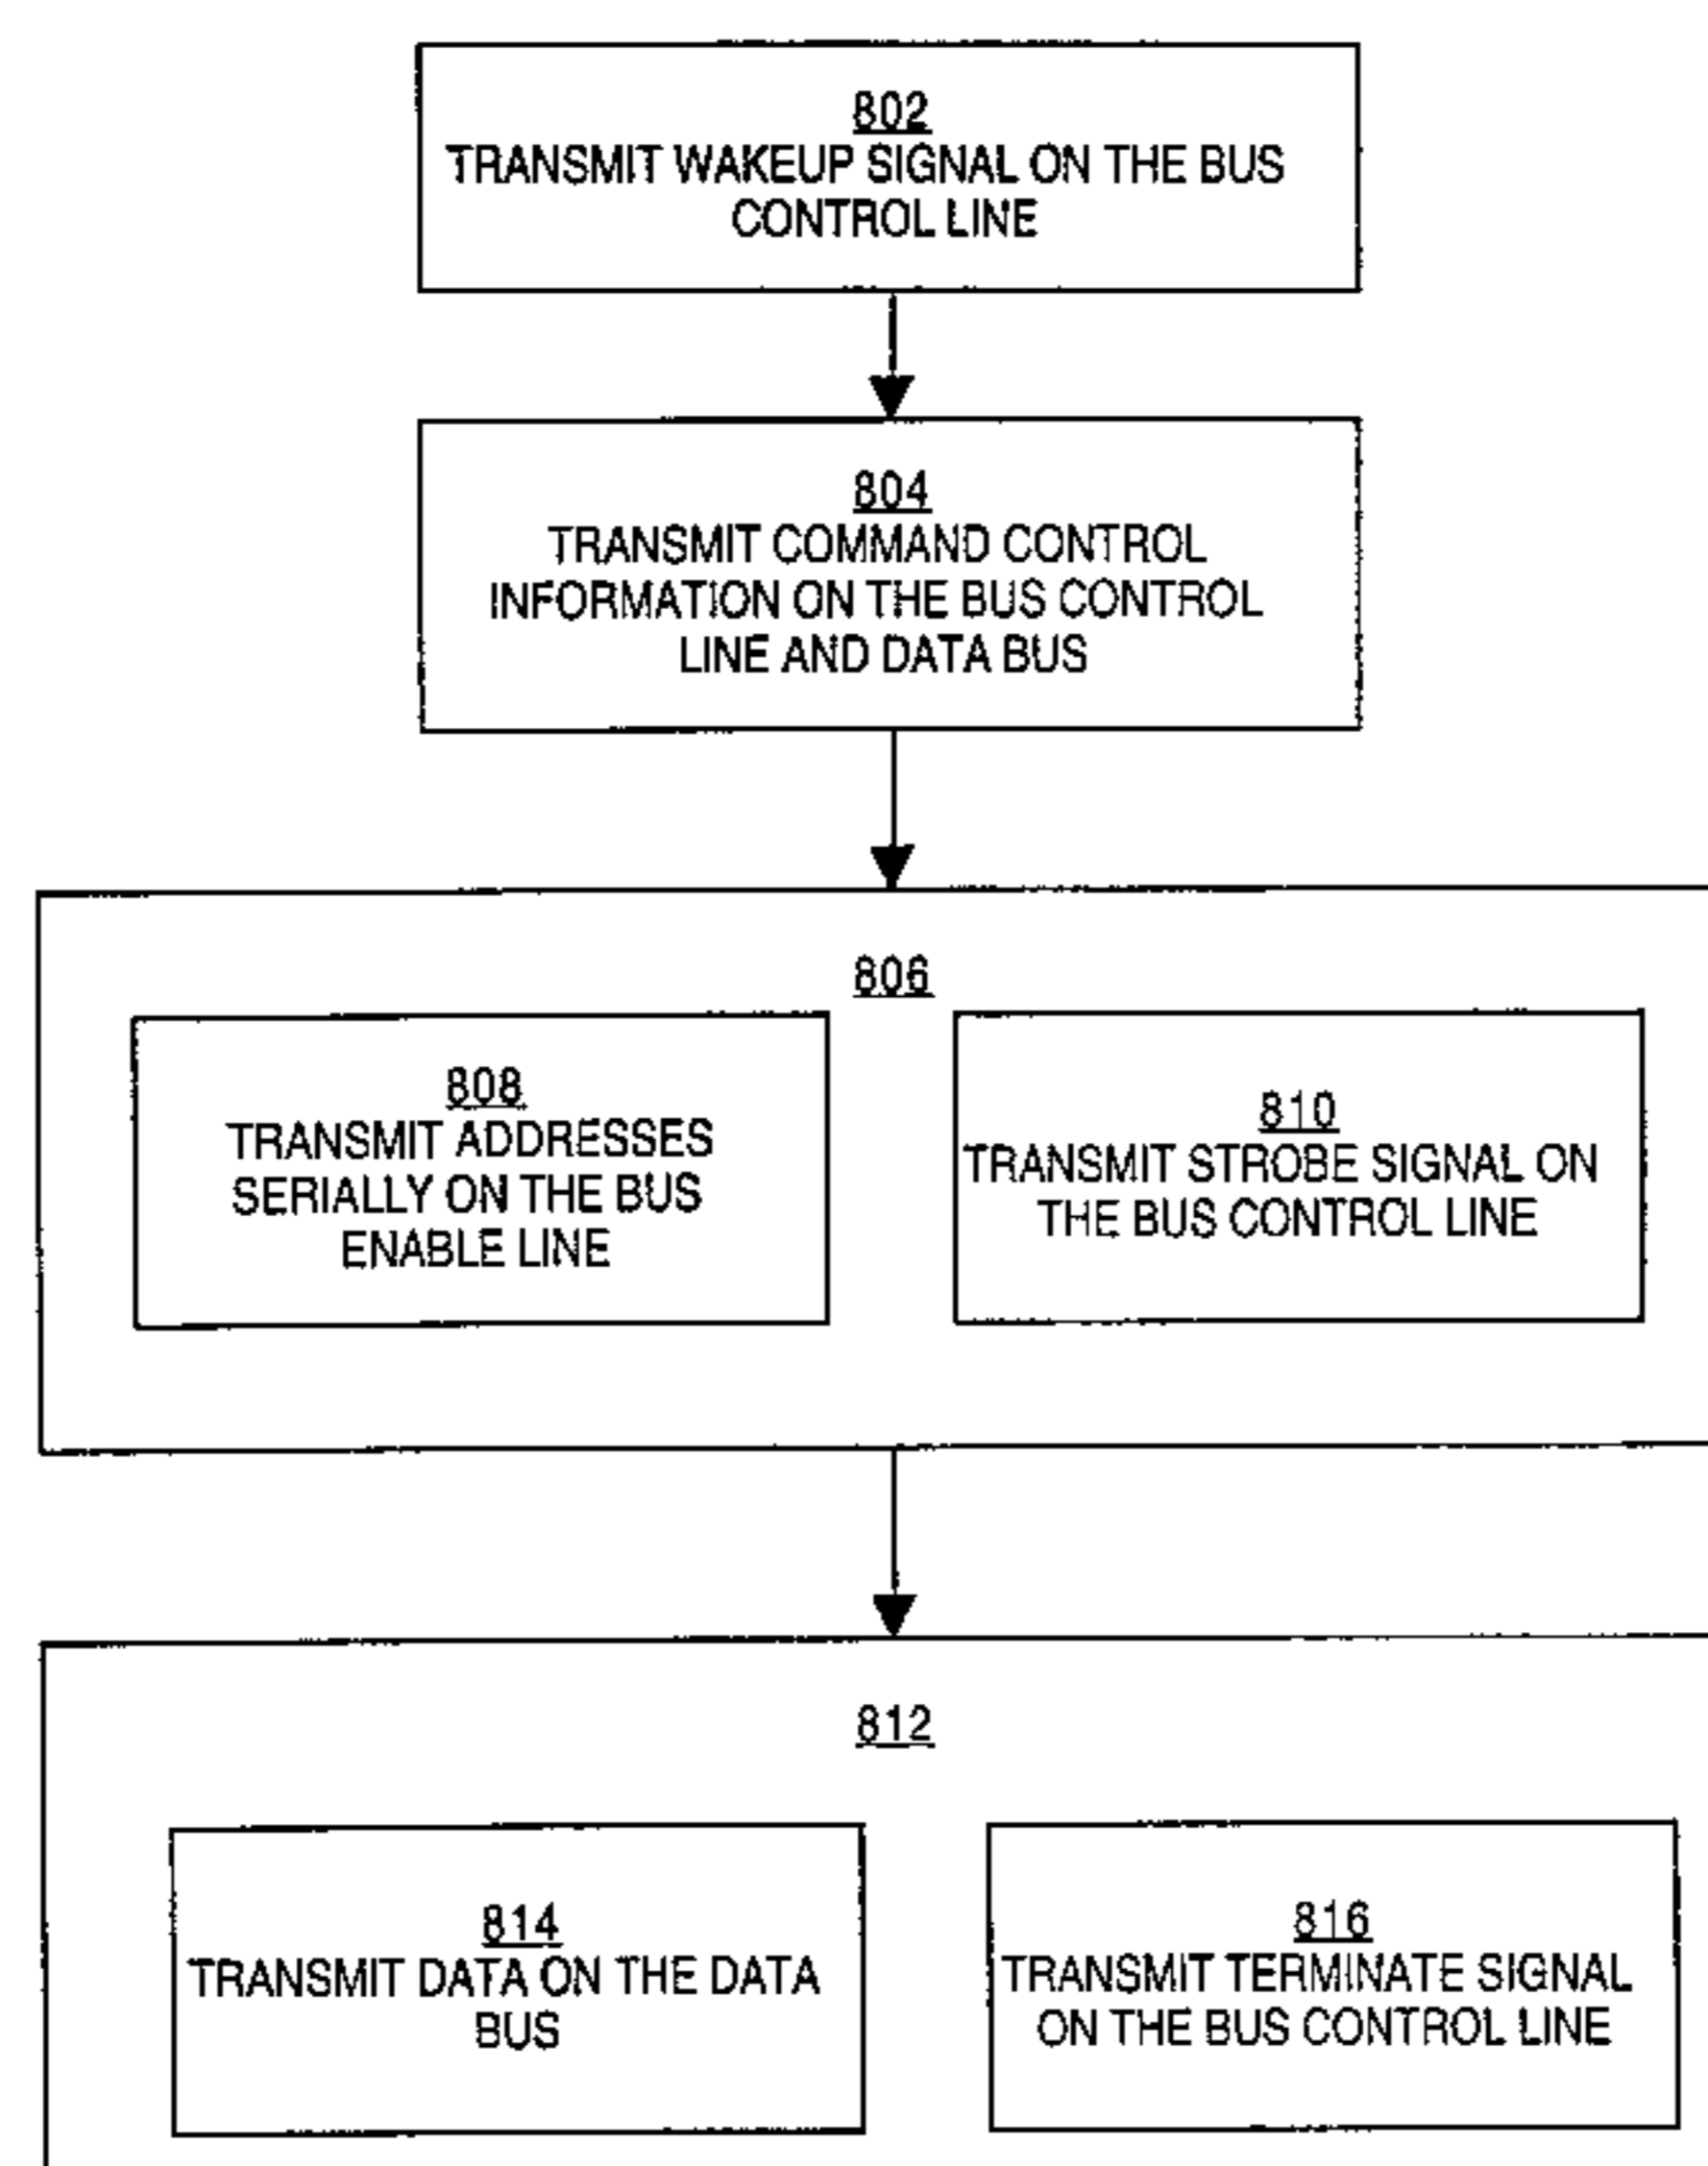 802
TRANSMIT WAKEUP SIGNAL ON THE BUS
CONTROL LINE
804
TRANSMIT COMMAND CONTROL
INFORMATION ON THE BUS CONTROL
LINE AND DATA BUS
806
808
TRANSMIT ADDRESSES
SERIALLY ON THE BUS
ENABLE LINE
810
TRANSMIT STROBE SIGNAL ON
THE BUS CONTROL LINE
812
814
TRANSMIT DATA ON THE DATA
BUS
816
TRANSMIT TERMINATE SIGNAL
ON THE BUS CONTROL LINE